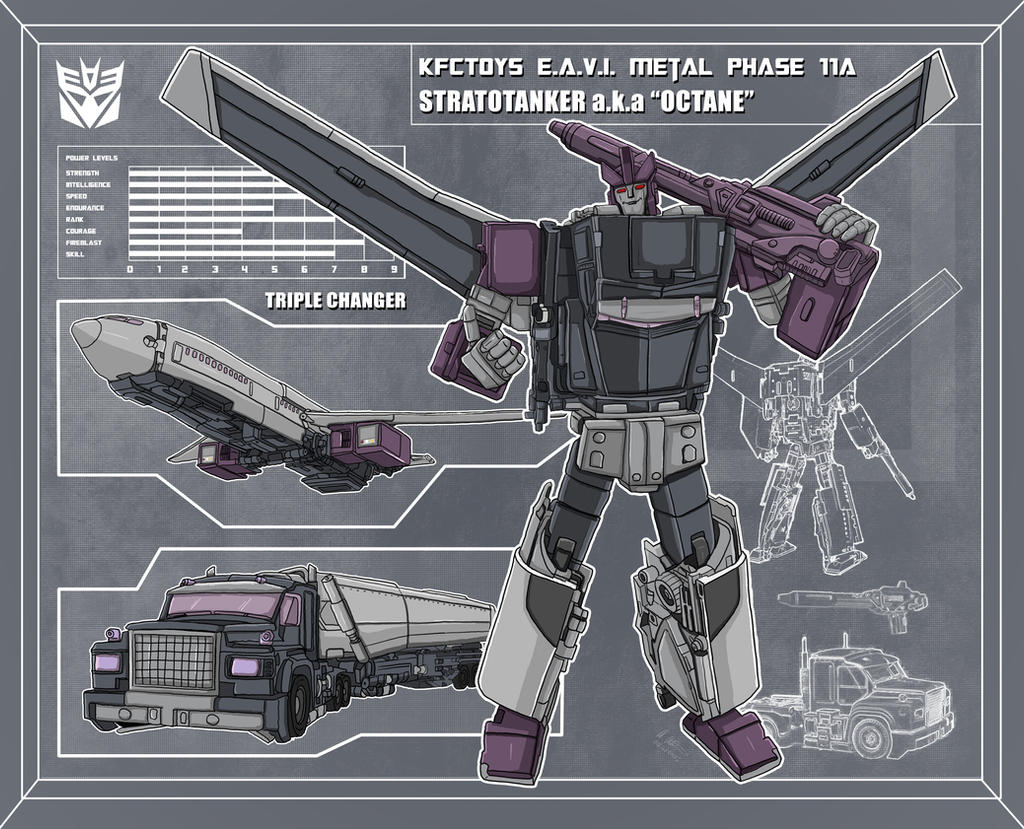 KFCTOYS E.A.V.I. METAL PHASE 11A
STRATOTANKER a.k.a "OCTANE"
POWER LEVELS
STRENGTH
INTELLIGENCE
SPEED
ENDURANCE
RANK
COURAGE
FIREBLAST
SKILL
0 1 2 3 4 5 6 7 8 9
TRIPLE CHANGER